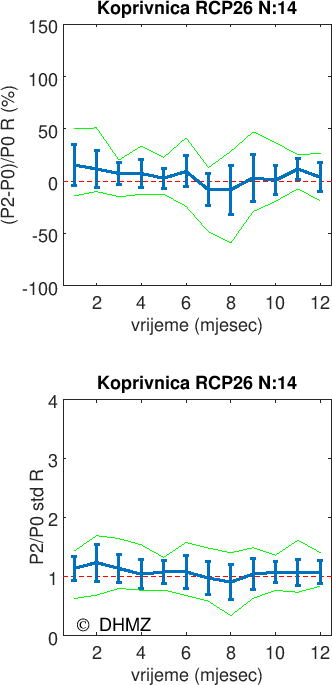 Koprivnica RCP26 N:14
150
100
50
0
-50
-100
(P2-P0)/P0 R (%)
2 4 6 8 10 12
vrijeme (mjesec)
Koprivnica RCP26 N:14
4
3
2
1
0
P2/P0 std R
© DHMZ
2 4 6 8 10 12
vrijeme (mjesec)